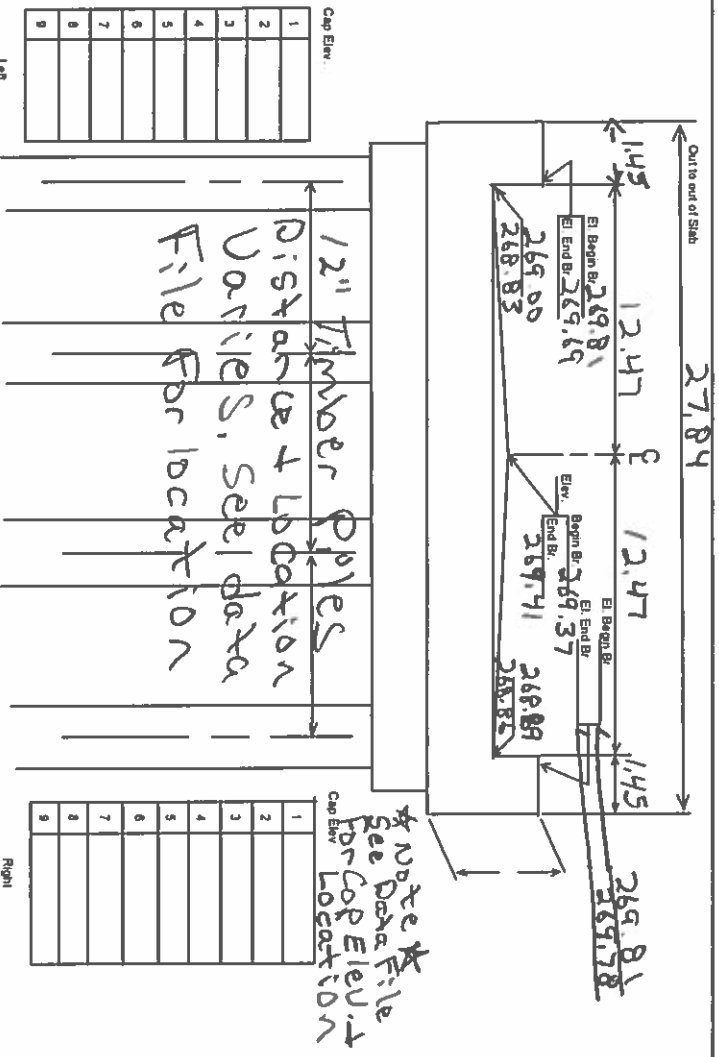 Out to out of Slab
27.84
1.45
12.47
C
12.47
1.45
El. Begin Br. 269.81
El. End Br. 269.69
269.00
268.83
Elev.
Begin Br. 269.37
End Br. 269.41
El. Begin Br
El. End Br
269.81
269.78
268.89
12" Timber Piles
Distance & Location
Varies, See data
File For location
☆ Note ☆
See Data File
For Cap Elev. &
Location
Cap Elev.
1
2
3
4
5
6
7
8
9
Left
Cap Elev
1
2
3
4
5
6
7
8
9
Right